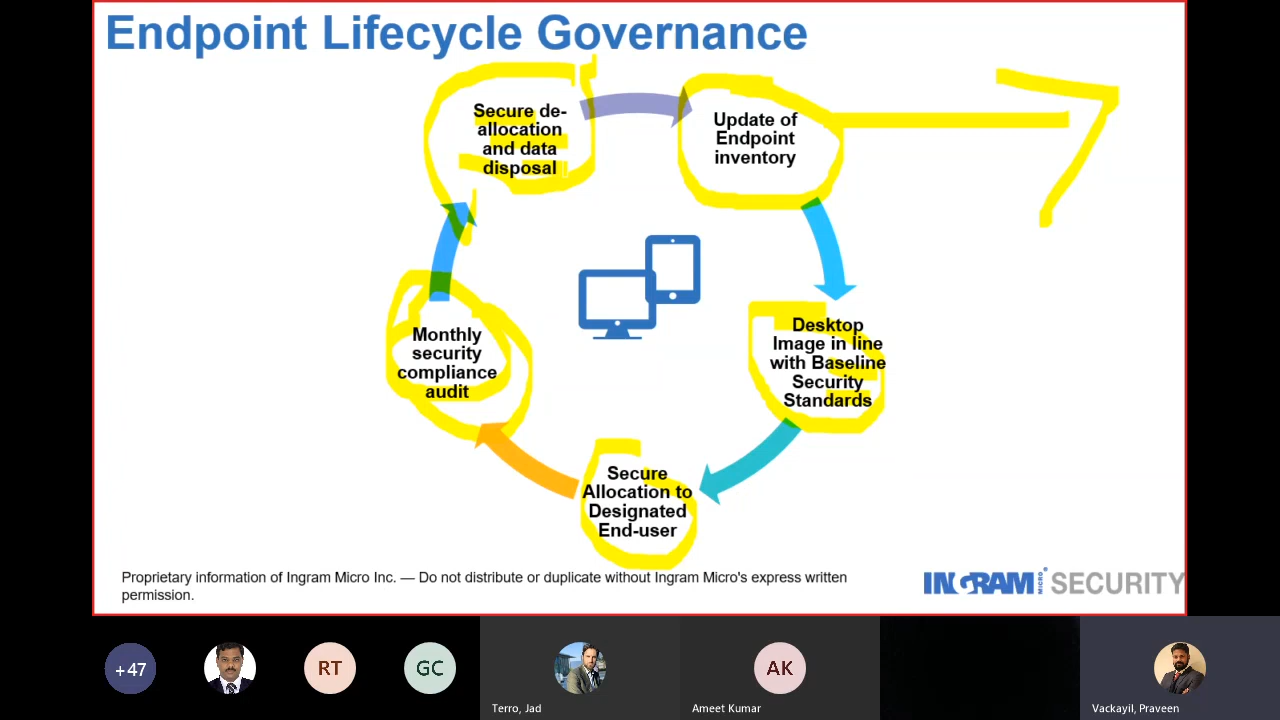 Endpoint Lifecycle Governance
Secure de-
allocation
and data
disposal
Update of
Endpoint
inventory
Desktop
Image in line
with Baseline
Security
Standards
Secure
Allocation to
Designated
End-user
Monthly
security
compliance
audit
Proprietary information of Ingram Micro Inc. — Do not distribute or duplicate without Ingram Micro's express written
permission.
INGRAM MICRO SECURITY
+47
RT
GC
AK
Terro, Jad
Ameet Kumar
Vackayil, Praveen